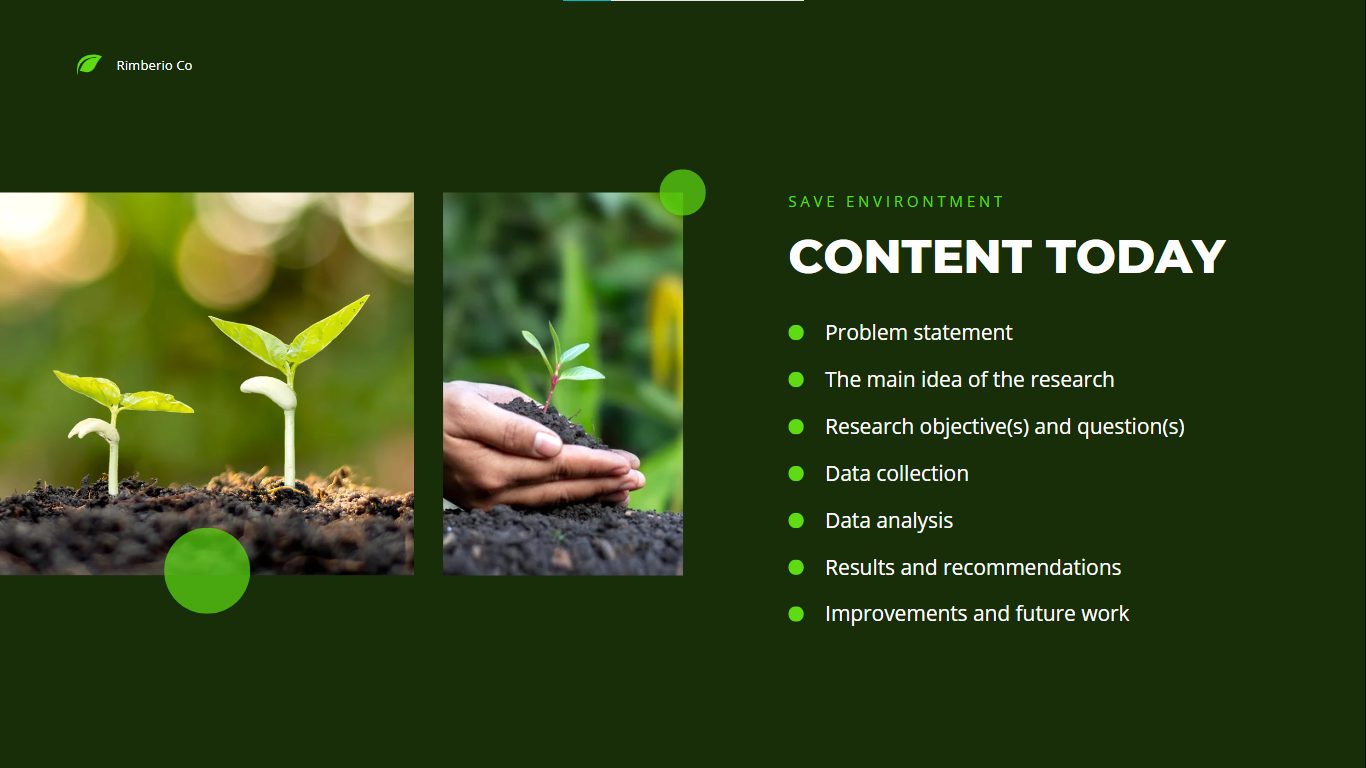 Rimberio Co
SAVE ENVIRONTMENT
CONTENT TODAY
Problem statement
The main idea of the research
Research objective(s) and question(s)
Data collection
Data analysis
Results and recommendations
Improvements and future work